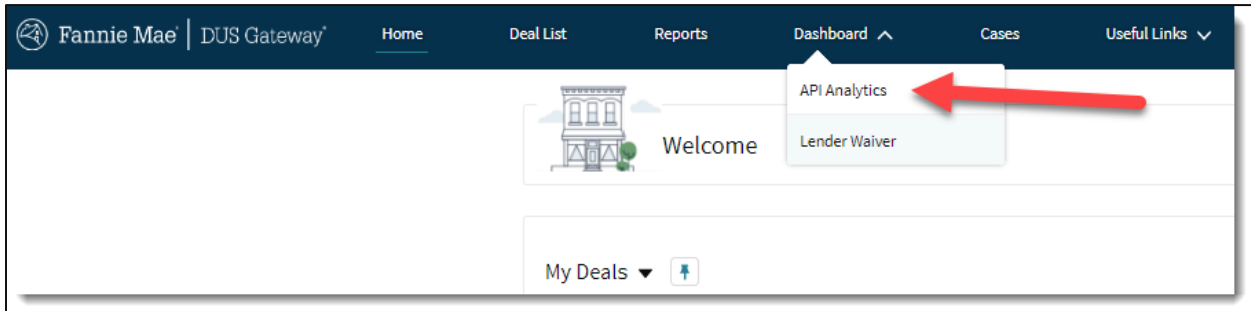 Fannie Mae® | DUS Gateway® Home Deal List Reports Dashboard Cases Useful Links
API Analytics
Lender Waiver
Welcome
My Deals